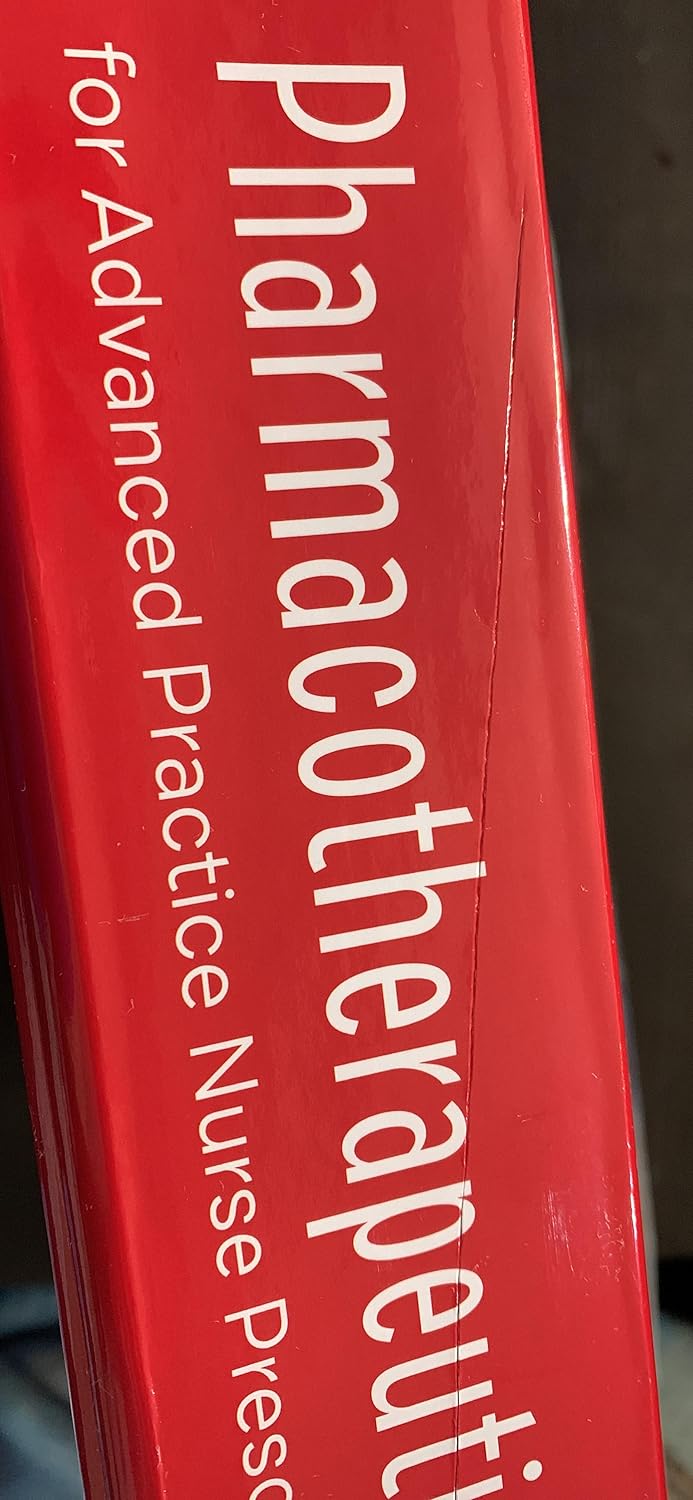 Pharmacotherapeuti
for Advanced Practice Nurse Presc